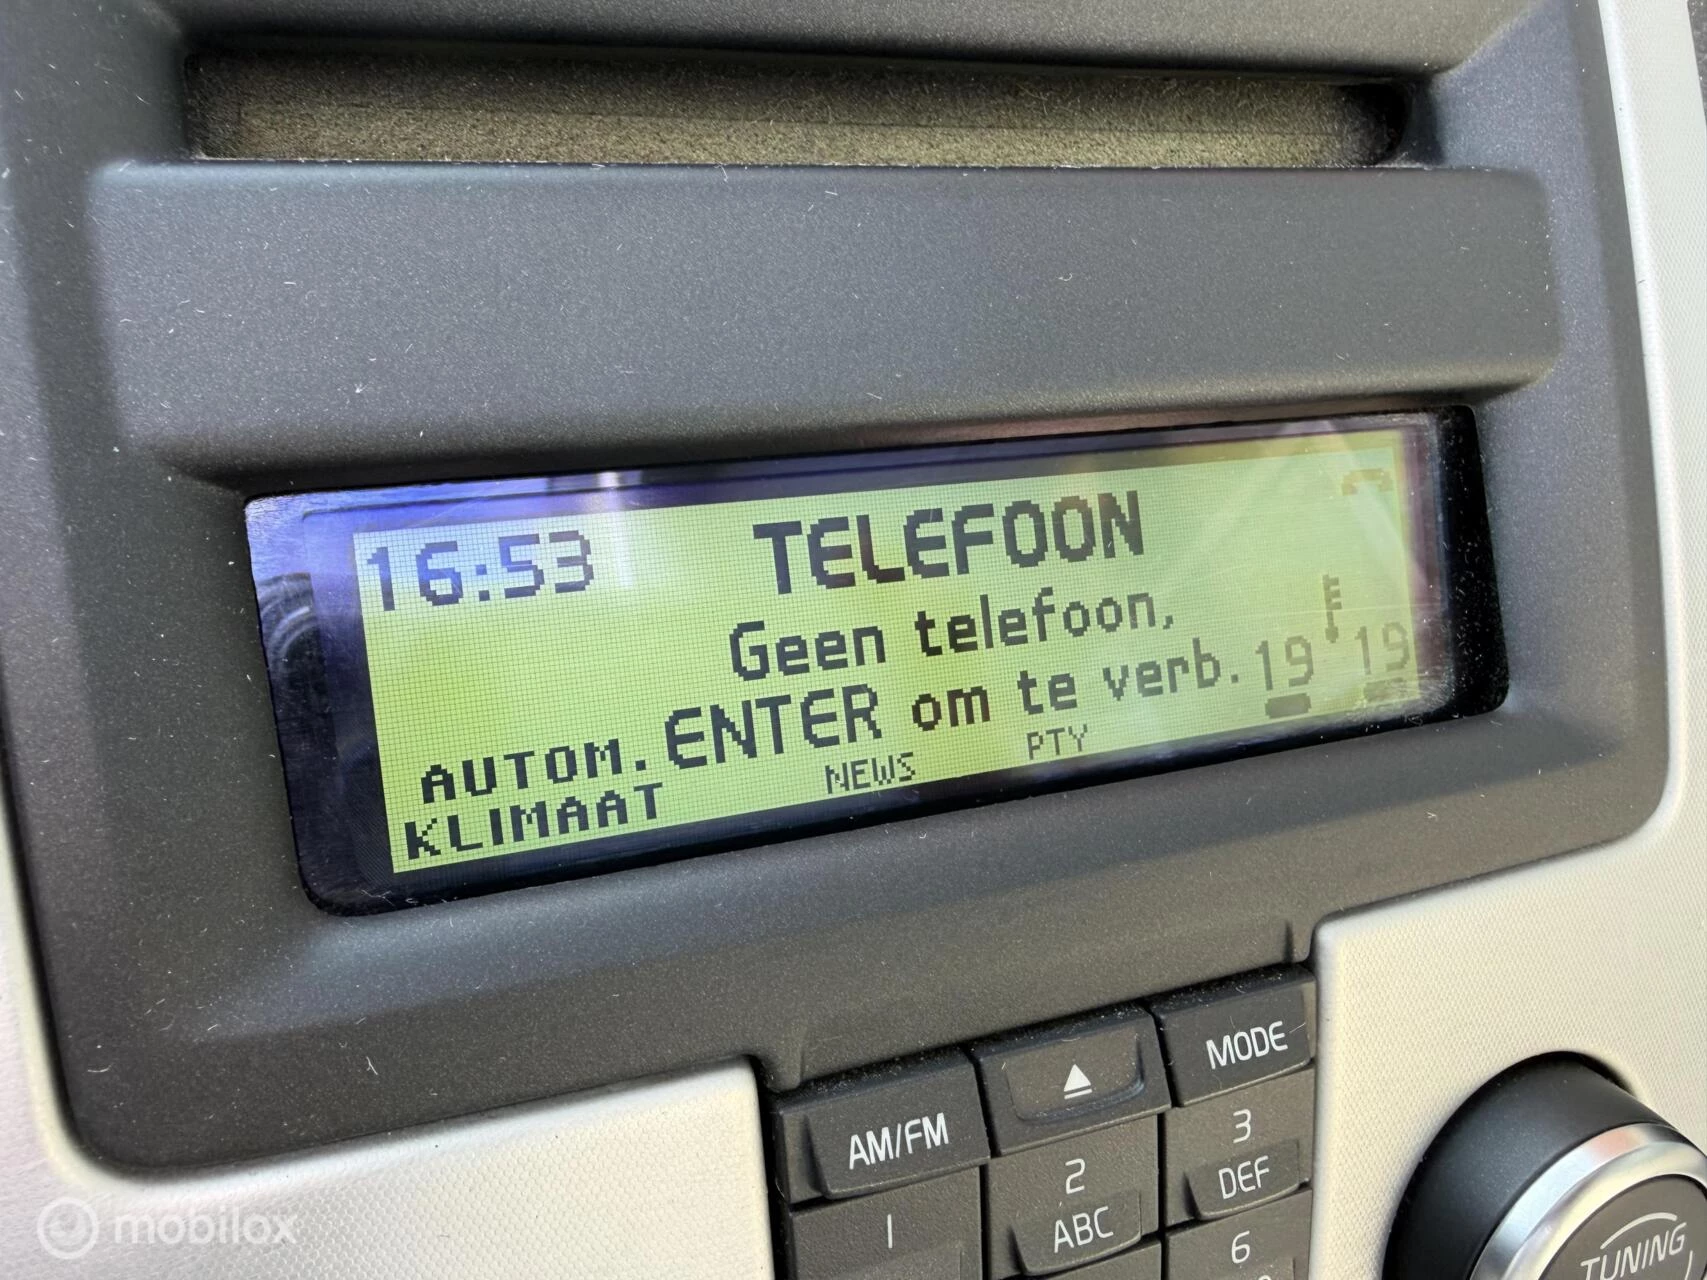 16:53 TELEFOON
Geen telefoon,
ENTER om te verb. 19 19
AUTOM.
KLIMAAT
NEWS PTY
AM/FM MODE
1 2 ABC 3 DEF
6
TUNING
mobilox